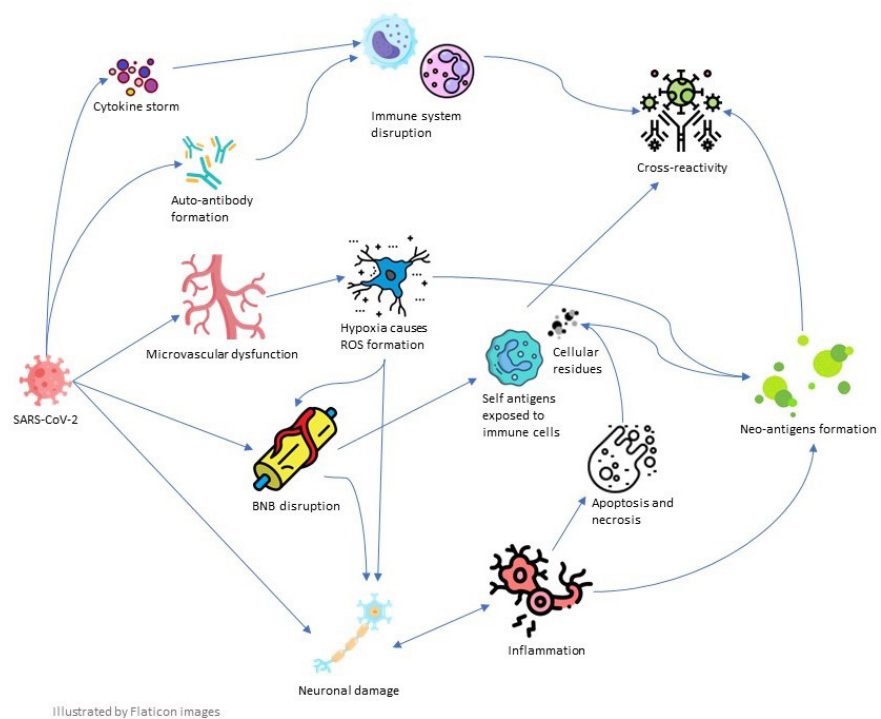 Cytokine storm
Immune system
disruption
Cross-reactivity
Auto-antibody
formation
Microvascular dysfunction
Hypoxia causes
ROS formation
Cellular
residues
SARS-CoV-2
Self antigens
exposed to
immune cells
Neo-antigens formation
BNB disruption
Apoptosis and
necrosis
Inflammation
Neuronal damage
Illustrated by Flaticon images